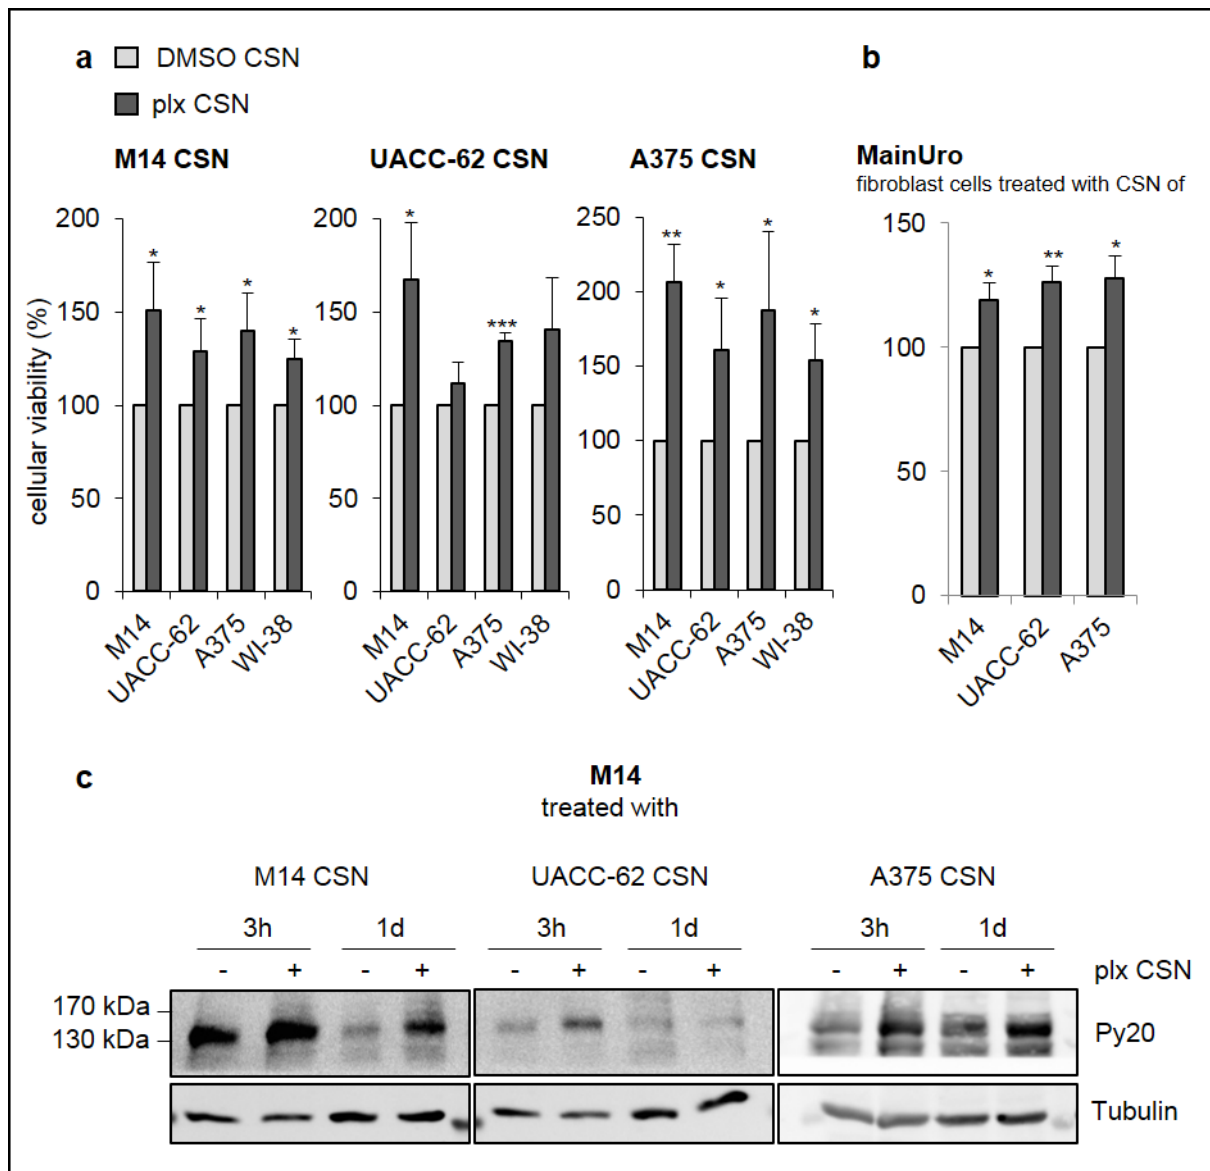 a DMSO CSN b
plx CSN
M14 CSN UACC-62 CSN A375 CSN MainUro
fibroblast cells treated with CSN of
cellular viability (%)
200
150
100
50
0
* * * *
M14 UACC-62 A375 WI-38
200
150
100
50
0
* ***
M14 UACC-62 A375 WI-38
250
200
150
100
50
0
** * * *
M14 UACC-62 A375 WI-38
150
100
50
0
* ** *
M14 UACC-62 A375
c M14
treated with
M14 CSN UACC-62 CSN A375 CSN
3h 1d 3h 1d 3h 1d
- + - + - + - + - + - + plx CSN
170 kDa
130 kDa Py20
Tubulin